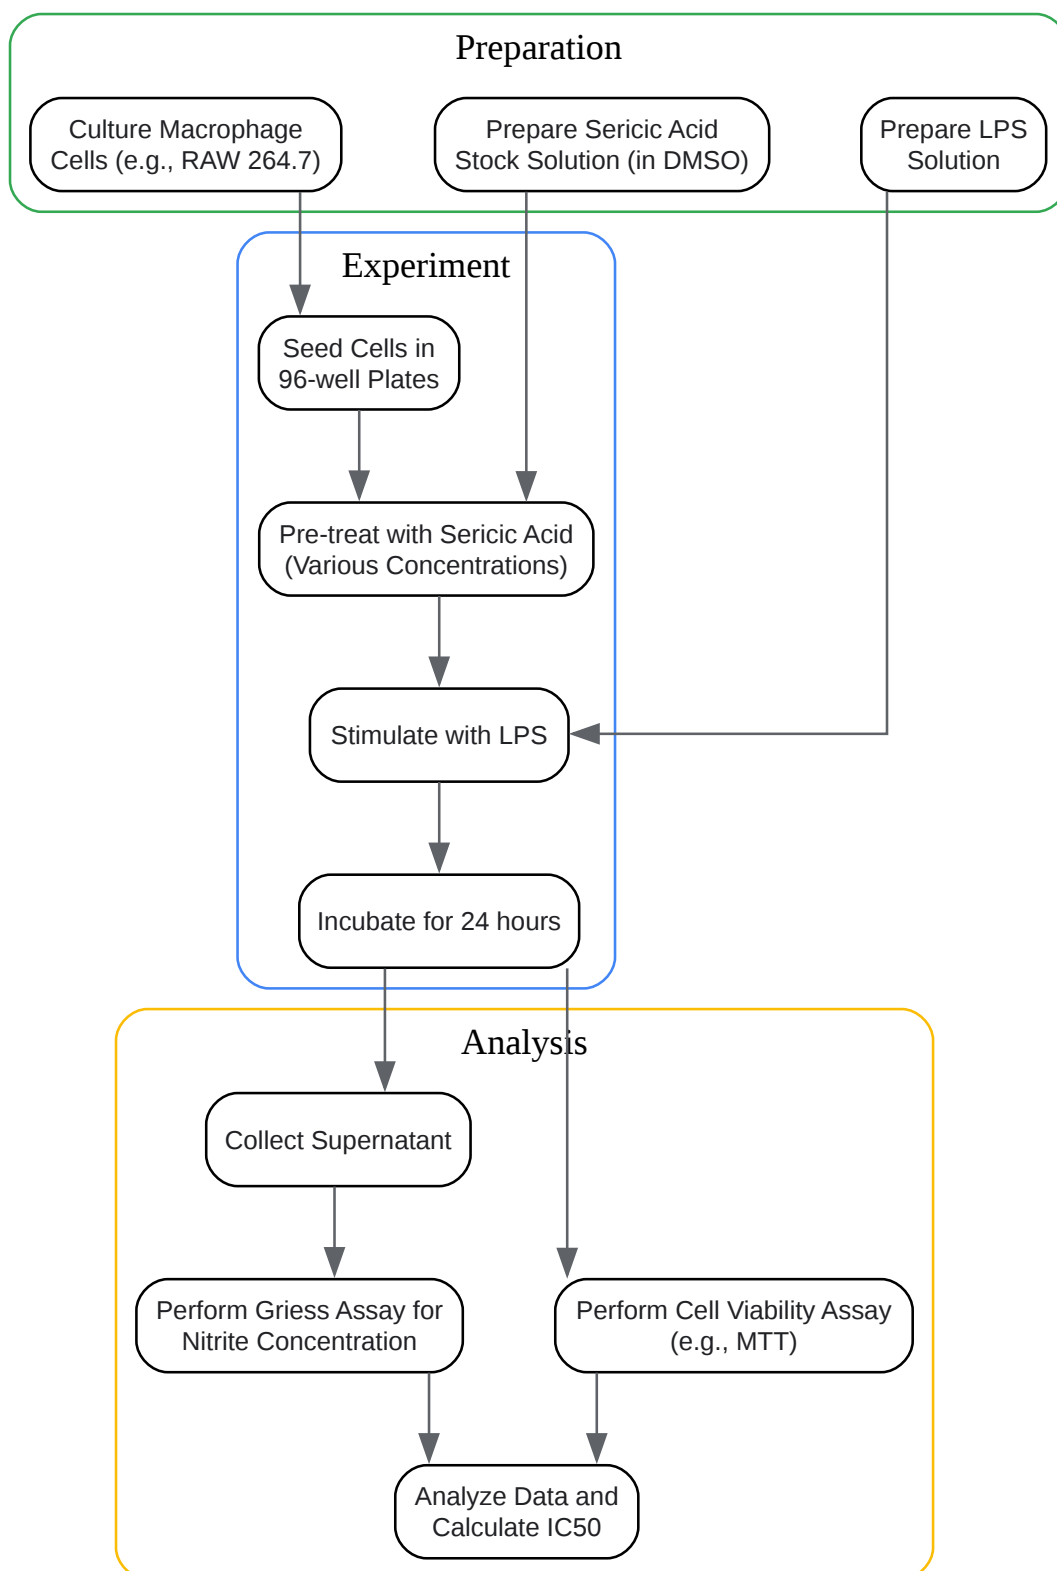 Preparation
Culture Macrophage
Cells (e.g., RAW 264.7)
Prepare Sericic Acid
Stock Solution (in DMSO)
Prepare LPS
Solution
Experiment
Seed Cells in
96-well Plates
Pre-treat with Sericic Acid
(Various Concentrations)
Stimulate with LPS
Incubate for 24 hours
Analysis
Collect Supernatant
Perform Griess Assay for
Nitrite Concentration
Perform Cell Viability Assay
(e.g., MTT)
Analyze Data and
Calculate IC50